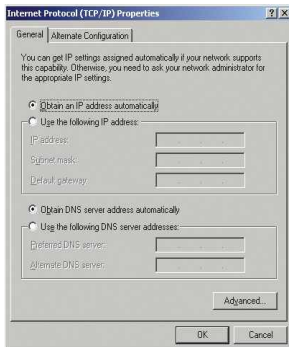 Internet Protocol (TCP/IP) Properties
General
Alternate Configuration
You can get IP settings assigned automatically if your network supports
this capability. Otherwise, you need to ask your network administrator for
the appropriate IP settings.
Obtain an IP address automatically
Use the following IP address:
IP address:
Subnet mask:
Default gateway:
Obtain DNS server address automatically
Use the following DNS server addresses:
Preferred DNS server:
Alternate DNS server:
Advanced...
OK
Cancel